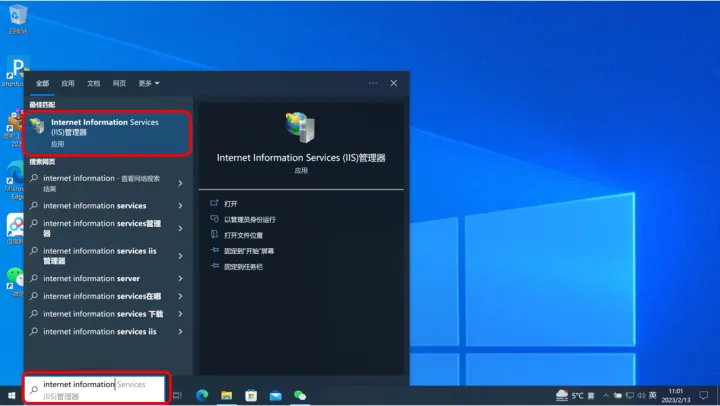 回收站
phpstudy
Edge
全部 应用 文档 网页 更多
最佳匹配
Internet Information Services
(IIS)管理器
应用
搜索网页
internet information - 查看网络搜索
结果
internet information services
internet information services管理
器
internet information services iis
管理器
internet information server
internet information services在哪
internet information services 下载
internet information services iis
Internet Information Services (IIS)管理器
应用
打开
以管理员身份运行
打开文件位置
固定到"开始"屏幕
固定到任务栏
internet information Services
(IIS)管理器
5°C 雾
英
11:01
2023/2/13